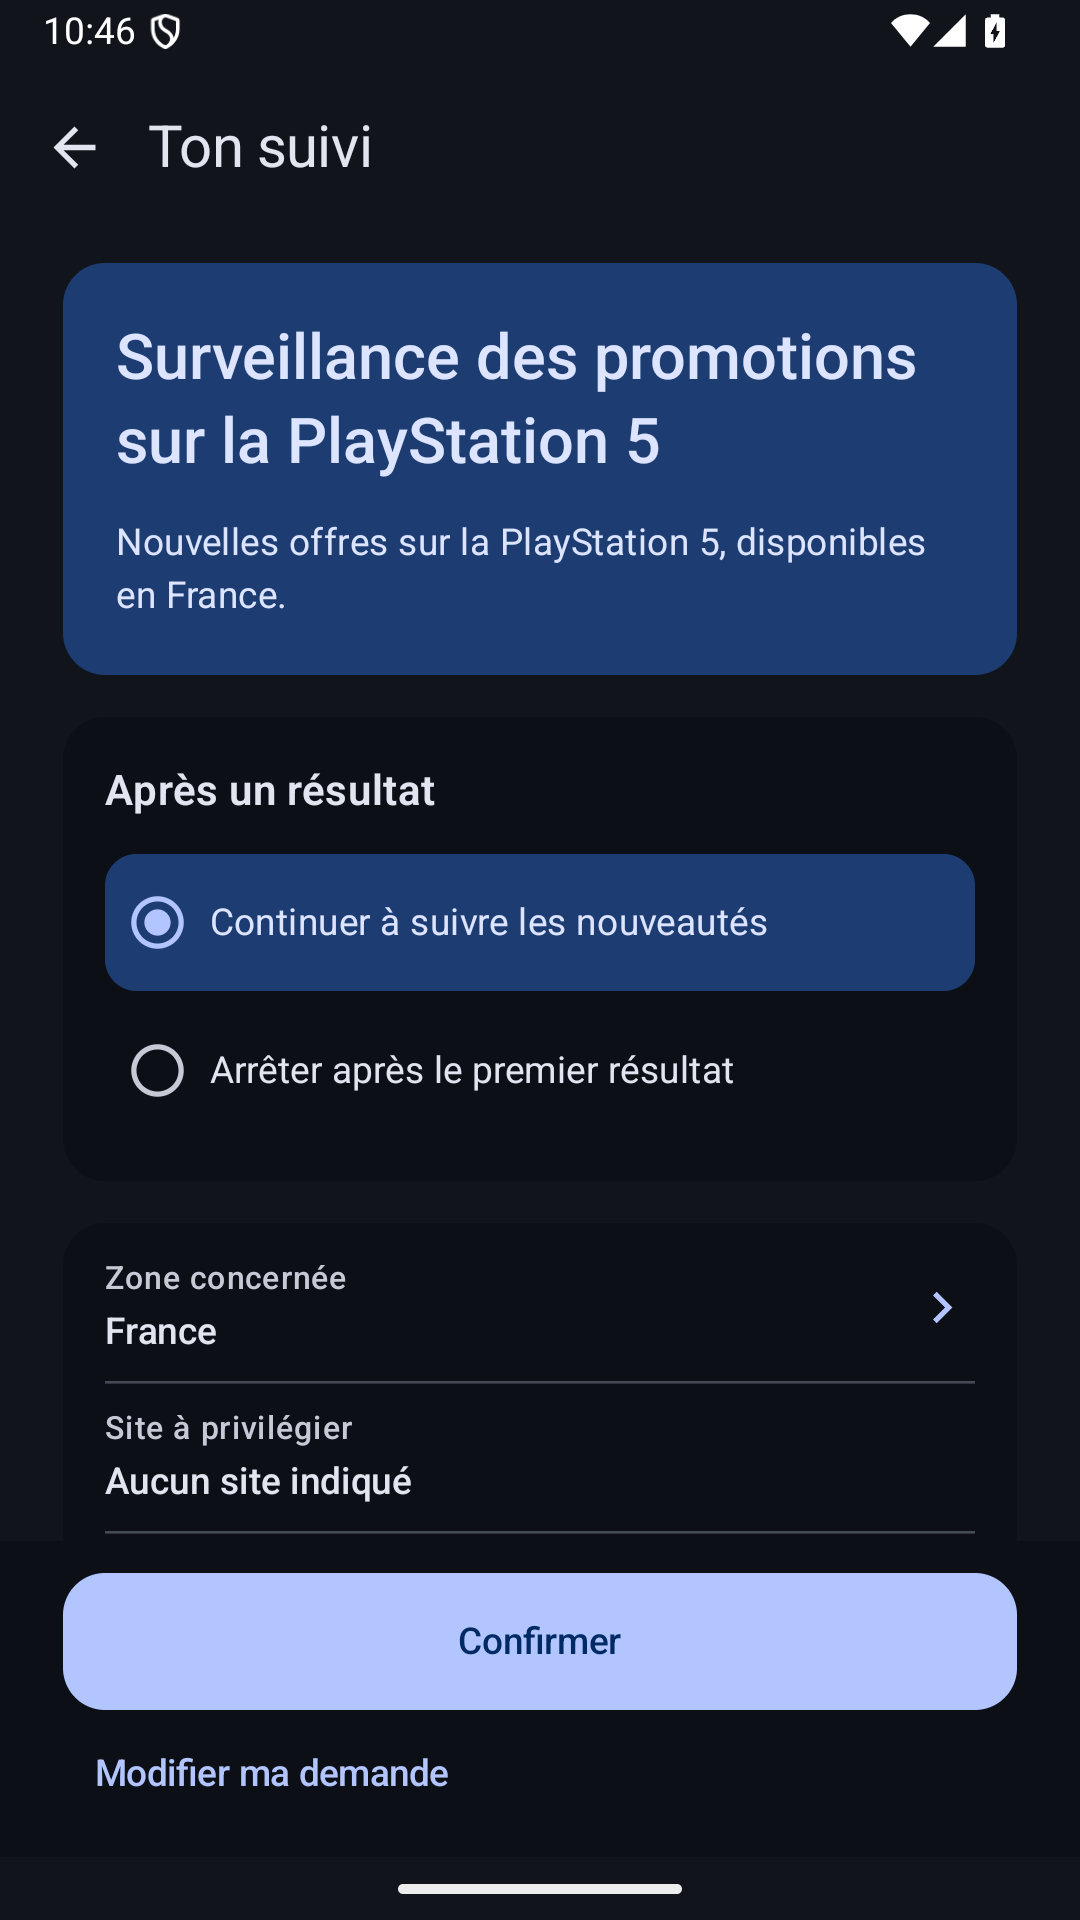 10:46
Ton suivi
Surveillance des promotions
sur la PlayStation 5
Nouvelles offres sur la PlayStation 5, disponibles
en France.
Après un résultat
Continuer à suivre les nouveautés
Arrêter après le premier résultat
Zone concernée
France
Site à privilégier
Aucun site indiqué
Confirmer
Modifier ma demande